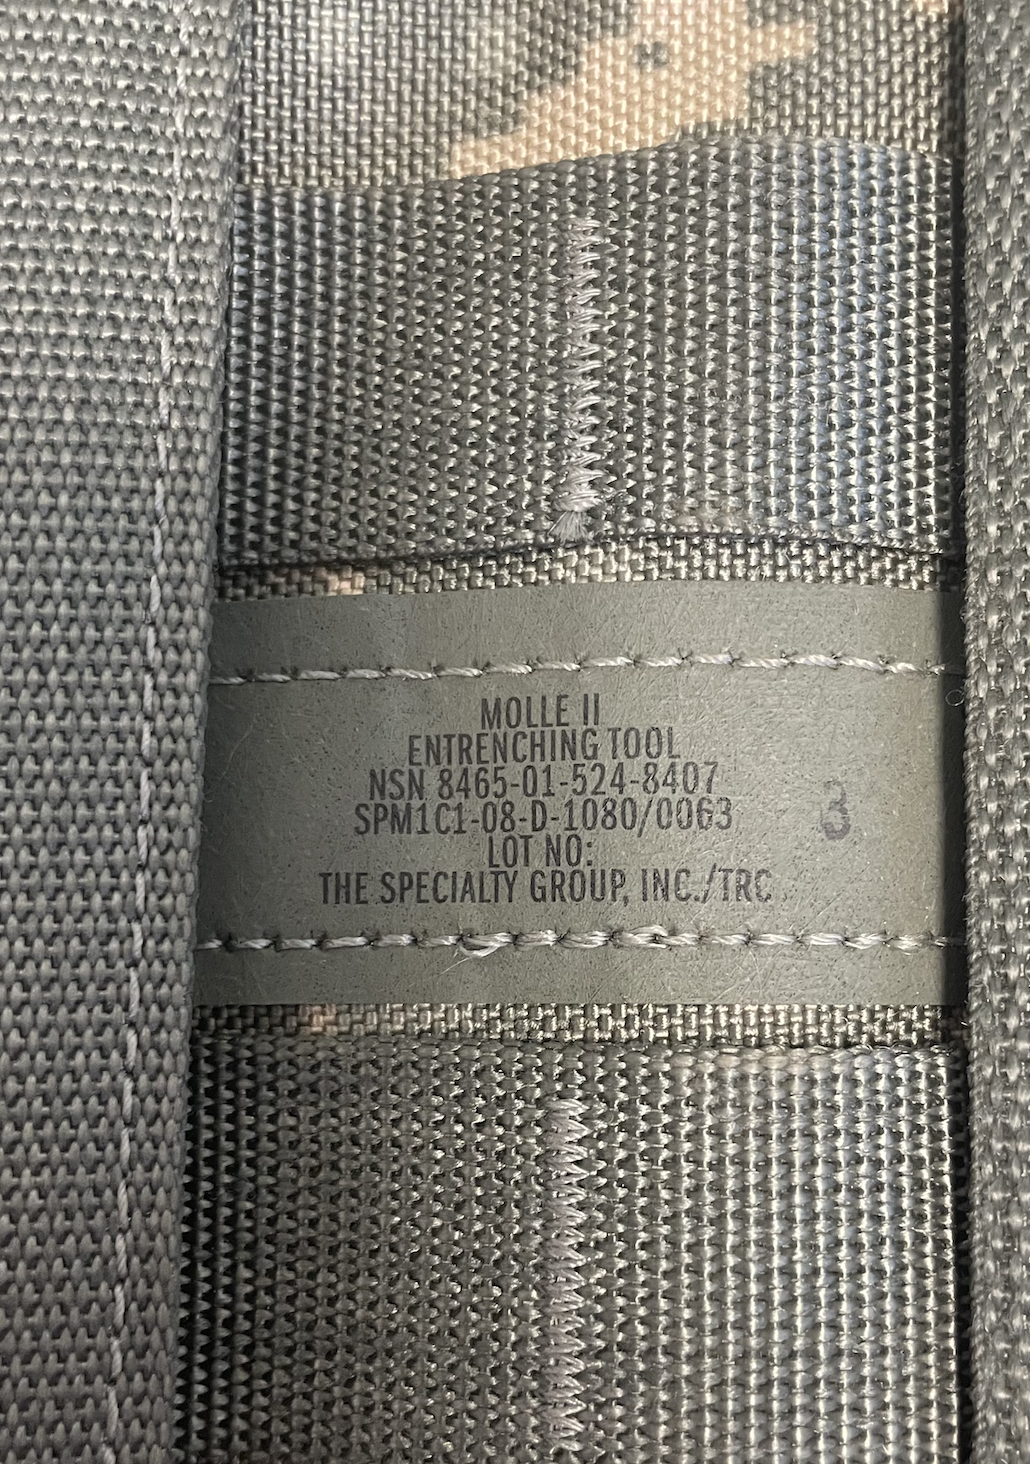 MOLLE II
ENTRENCHING TOOL
NSN 8465-01-524-8407
SPM1C1-08-D-1080/0063
LOT NO:
THE SPECIALTY GROUP, INC./TRC
3